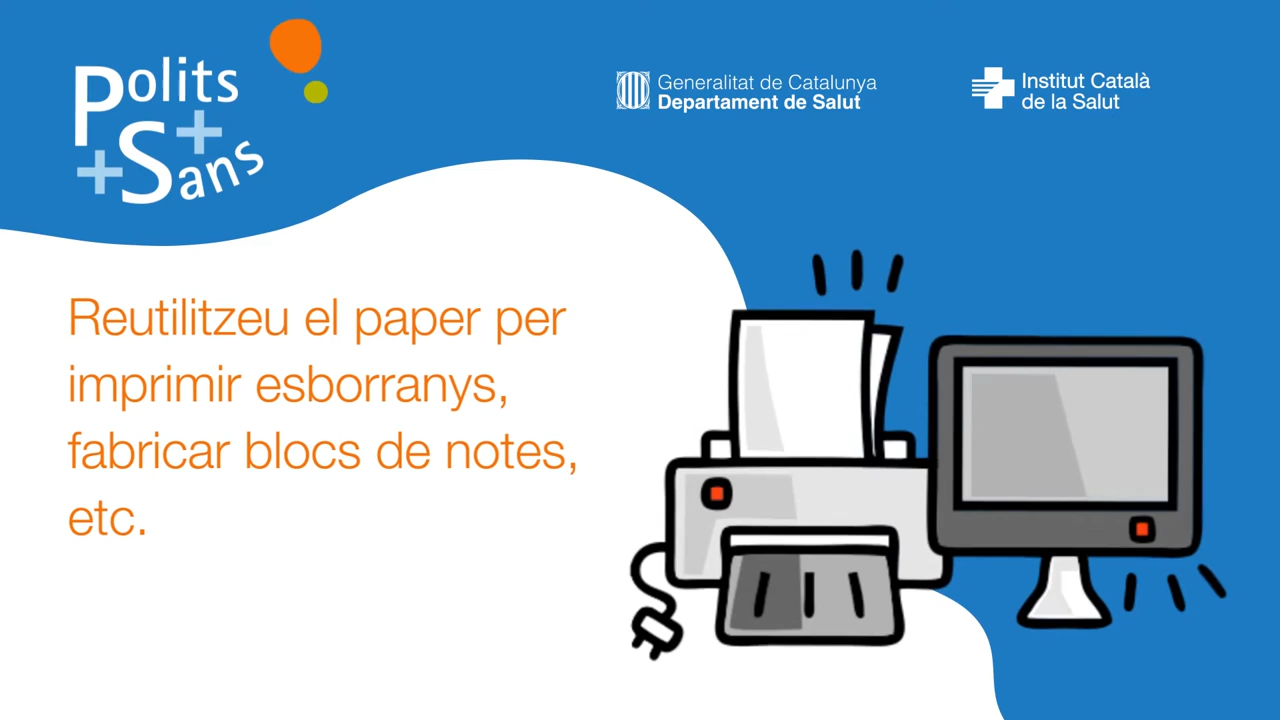 Polits
+
+Sans
Generalitat de Catalunya
Departament de Salut
Institut Català
de la Salut
Reutilitzeu el paper per
imprimir esborranys,
fabricar blocs de notes,
etc.